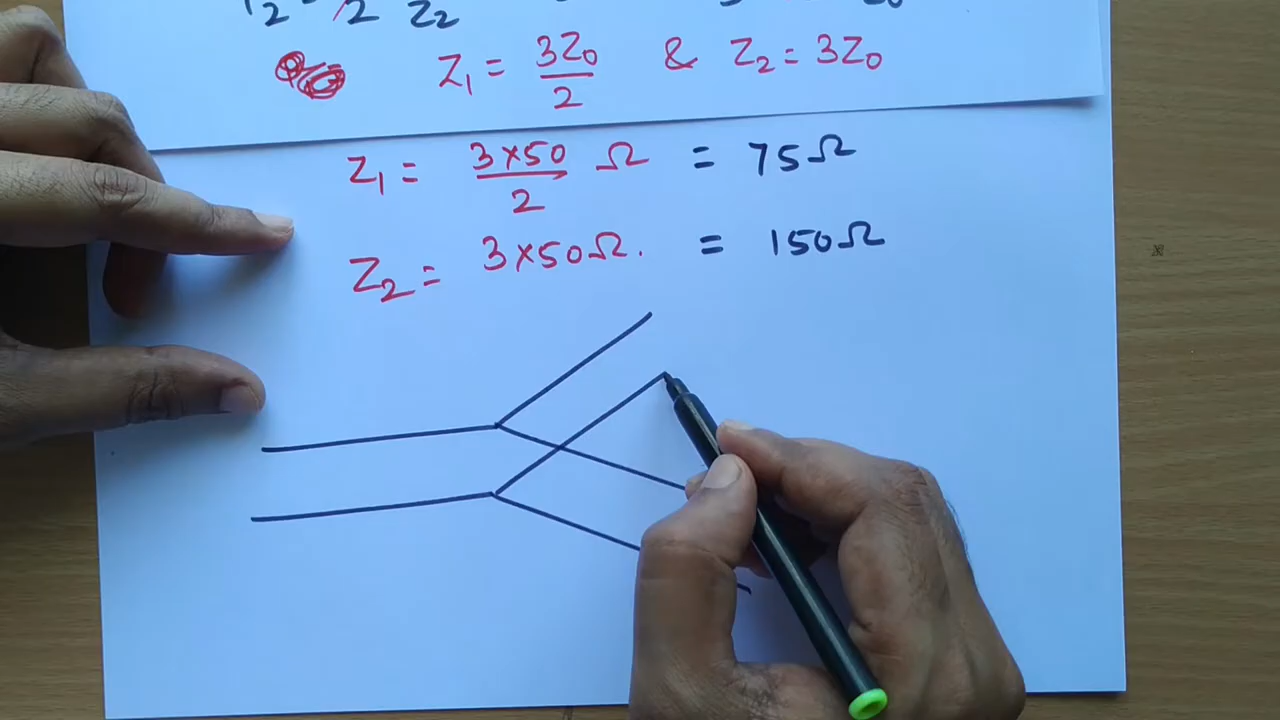 Z₁ = 3Z₀/2 & Z₂ = 3Z₀
Z₁ = 3×50/2 Ω = 75Ω
Z₂ = 3×50Ω. = 150Ω